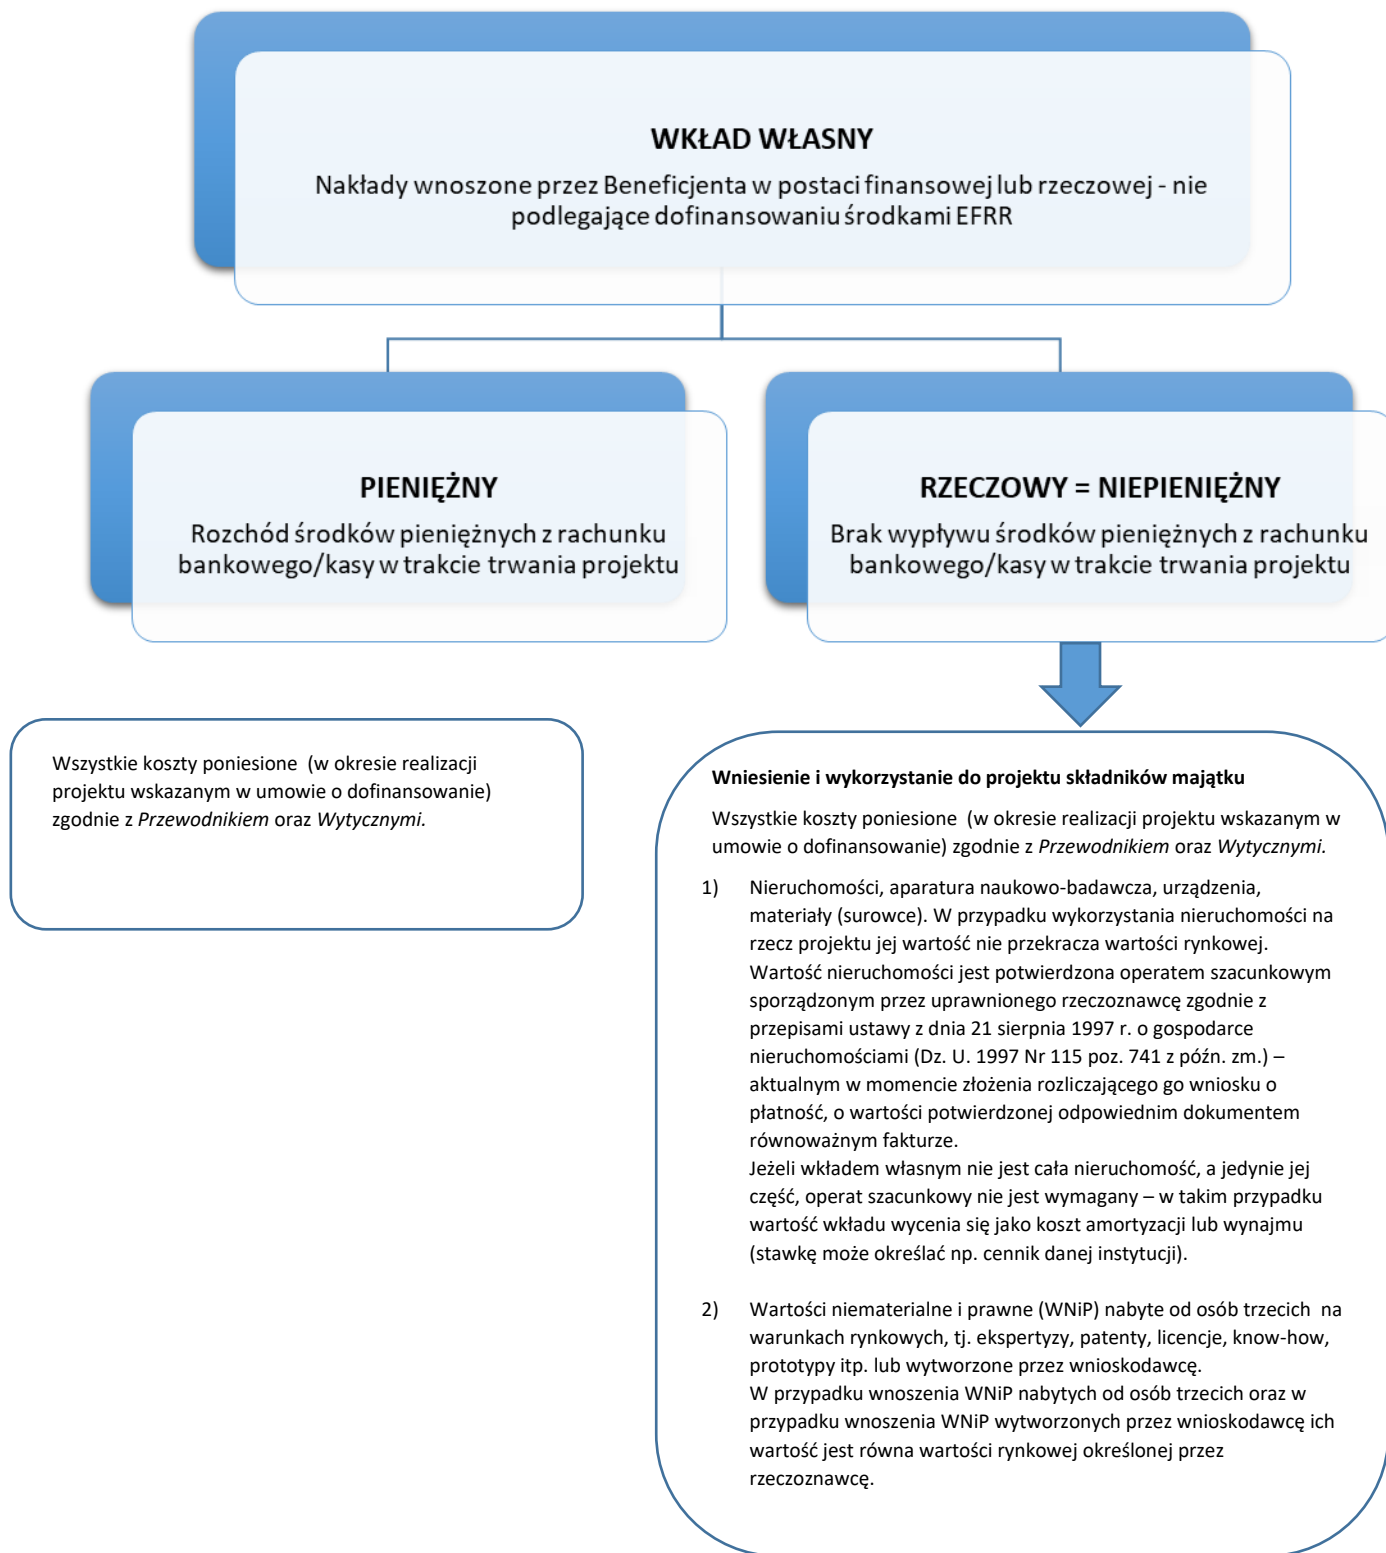 WKŁAD WŁASNY
Nakłady wnoszone przez Beneficjenta w postaci finansowej lub rzeczowej - nie
podlegające dofinansowaniu środkami EFRR
PIENIĘŻNY
Rozchód środków pieniężnych z rachunku
bankowego/kasy w trakcie trwania projektu
RZECZOWY = NIEPIENIĘŻNY
Brak wypływu środków pieniężnych z rachunku
bankowego/kasy w trakcie trwania projektu
Wszystkie koszty poniesione (w okresie realizacji
projektu wskazanym w umowie o dofinansowanie)
zgodnie z Przewodnikiem oraz Wytycznymi.
Wniesienie i wykorzystanie do projektu składników majątku
Wszystkie koszty poniesione (w okresie realizacji projektu wskazanym w
umowie o dofinansowanie) zgodnie z Przewodnikiem oraz Wytycznymi.
1) Nieruchomości, aparatura naukowo-badawcza, urządzenia,
materiały (surowce). W przypadku wykorzystania nieruchomości na
rzecz projektu jej wartość nie przekracza wartości rynkowej.
Wartość nieruchomości jest potwierdzona operatem szacunkowym
sporządzonym przez uprawnionego rzeczoznawcę zgodnie z
przepisami ustawy z dnia 21 sierpnia 1997 r. o gospodarce
nieruchomościami (Dz. U. 1997 Nr 115 poz. 741 z późn. zm.) –
aktualnym w momencie złożenia rozliczającego go wniosku o
płatność, o wartości potwierdzonej odpowiednim dokumentem
równoważnym fakturze.
Jeżeli wkładem własnym nie jest cała nieruchomość, a jedynie jej
część, operat szacunkowy nie jest wymagany – w takim przypadku
wartość wkładu wycenia się jako koszt amortyzacji lub wynajmu
(stawkę może określać np. cennik danej instytucji).
2) Wartości niematerialne i prawne (WNiP) nabyte od osób trzecich na
warunkach rynkowych, tj. ekspertyzy, patenty, licencje, know-how,
prototypy itp. lub wytworzone przez wnioskodawcę.
W przypadku wnoszenia WNiP nabytych od osób trzecich oraz w
przypadku wnoszenia WNiP wytworzonych przez wnioskodawcę ich
wartość jest równa wartości rynkowej określonej przez
rzeczoznawcę.